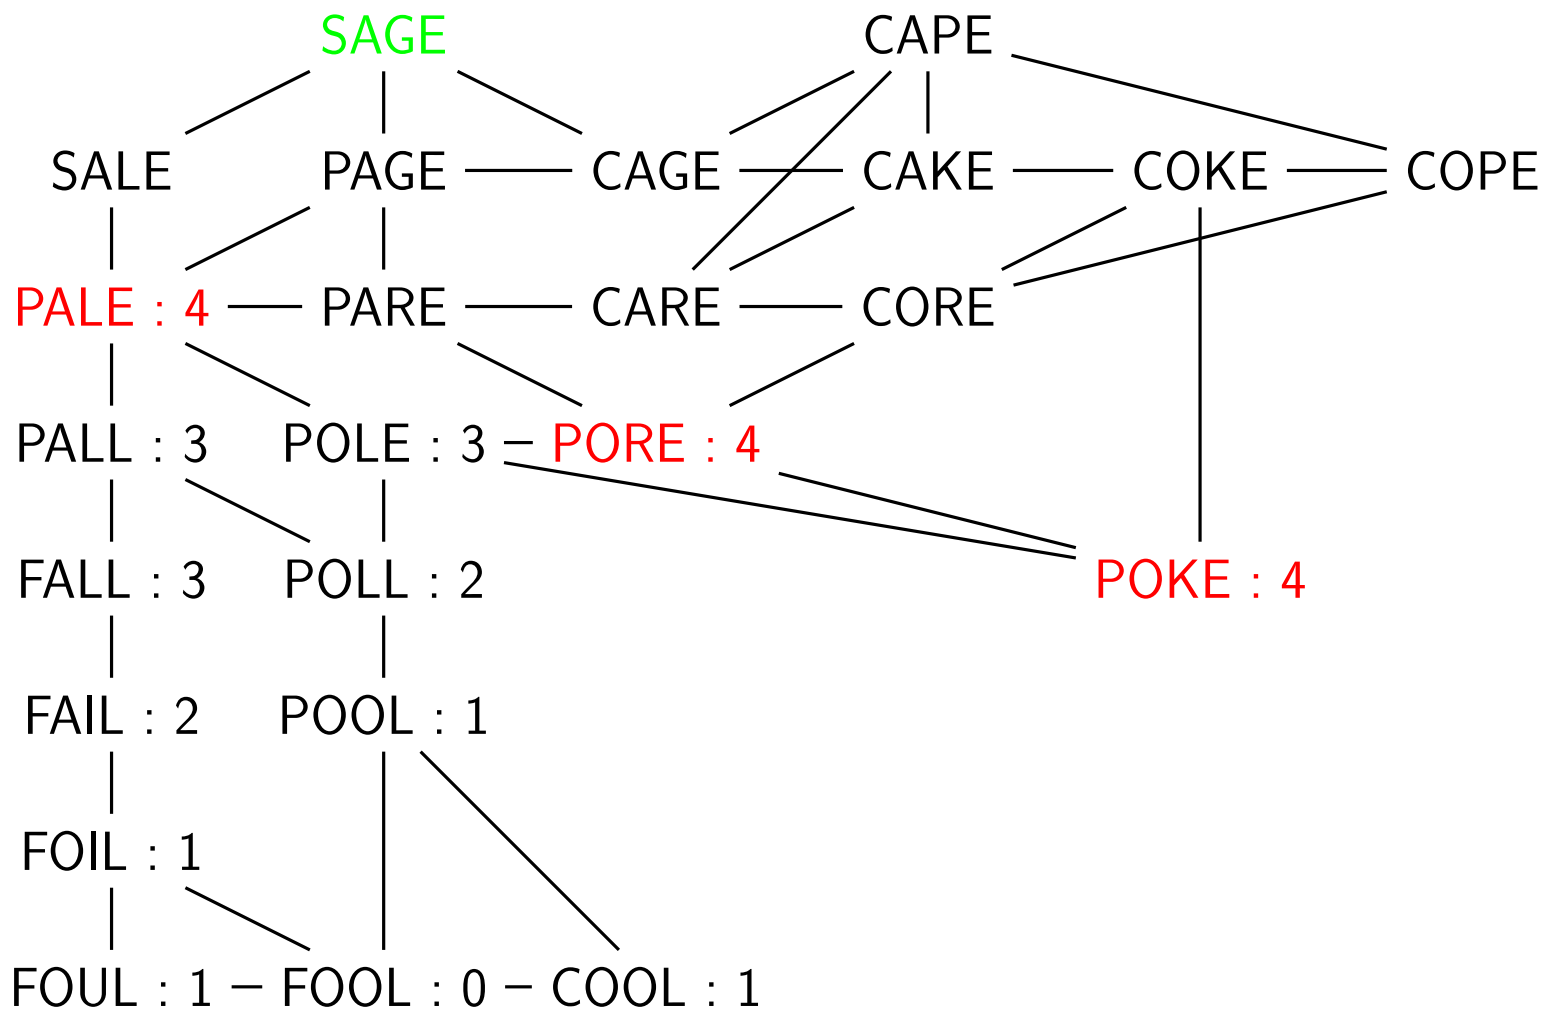 SAGE CAPE
SALE PAGE CAGE CAKE COKE COPE
PALE : 4 PARE CARE CORE
PALL : 3 POLE : 3 PORE : 4
FALL : 3 POLL : 2 POKE : 4
FAIL : 2 POOL : 1
FOIL : 1
FOUL : 1 FOOL : 0 COOL : 1